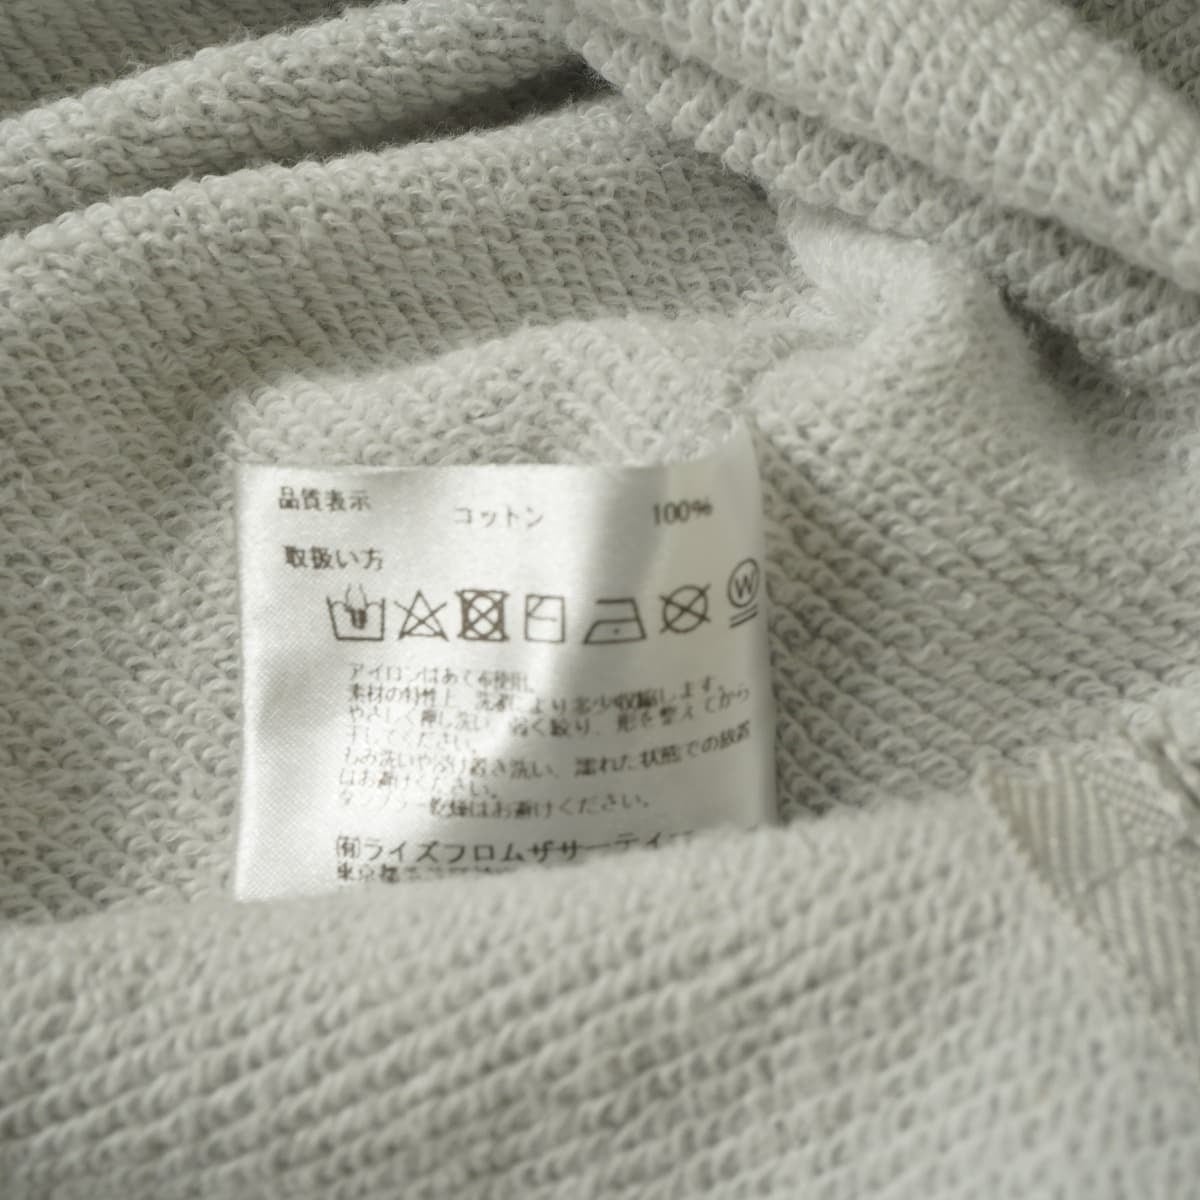 品質表示 コットン 100%
取扱い方
W
アイロンはあて布使用。
素材の特性上、洗濯により多少収縮します。
やさしく押し洗い、弱く絞り、形を整えてから
干してください。
もみ洗いやつけ置き洗い、濡れた状態での放置
はお避けください。
タンブラー乾燥はお避けください。
㈲ライズフロムザサーティ
東京都